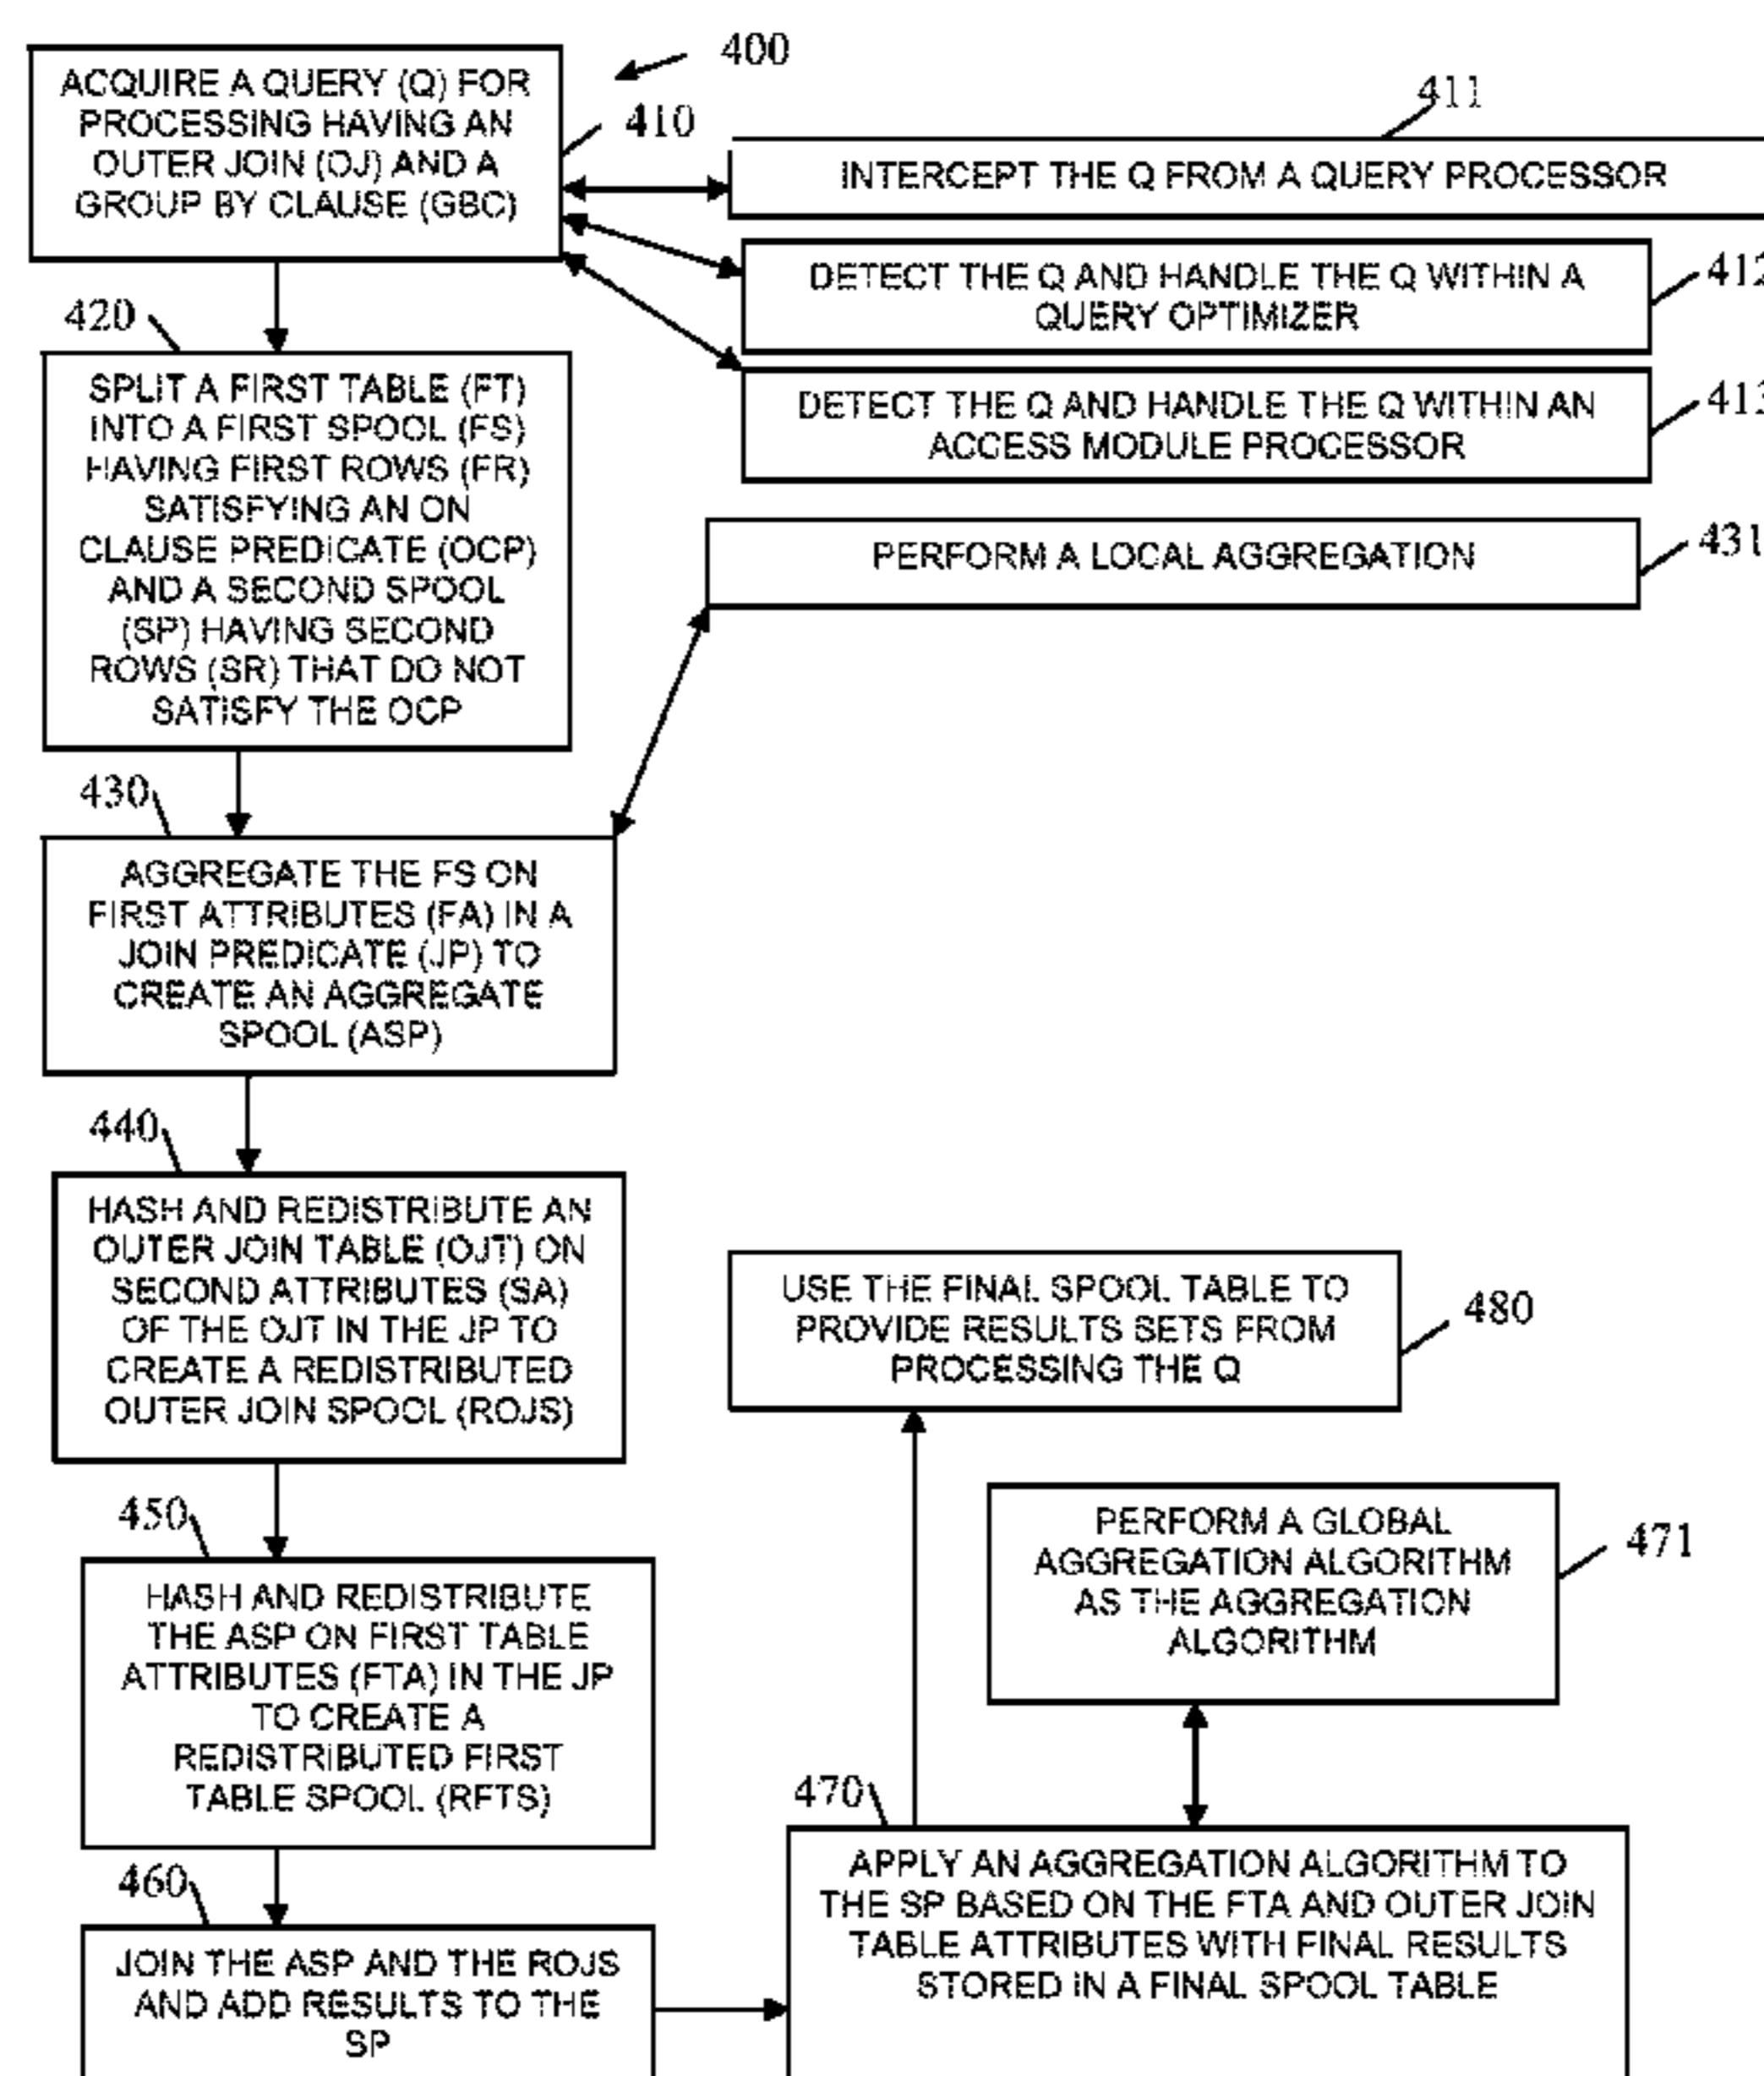 400
ACQUIRE A QUERY (Q) FOR
PROCESSING HAVING AN
OUTER JOIN (OJ) AND A
GROUP BY CLAUSE (GBC)
410
411
INTERCEPT THE Q FROM A QUERY PROCESSOR
DETECT THE Q AND HANDLE THE Q WITHIN A
QUERY OPTIMIZER
412
DETECT THE Q AND HANDLE THE Q WITHIN AN
ACCESS MODULE PROCESSOR
413
420
SPLIT A FIRST TABLE (FT)
INTO A FIRST SPOOL (FS)
HAVING FIRST ROWS (FR)
SATISFYING AN ON
CLAUSE PREDICATE (OCP)
AND A SECOND SPOOL
(SP) HAVING SECOND
ROWS (SR) THAT DO NOT
SATISFY THE OCP
PERFORM A LOCAL AGGREGATION
431
430
AGGREGATE THE FS ON
FIRST ATTRIBUTES (FA) IN A
JOIN PREDICATE (JP) TO
CREATE AN AGGREGATE
SPOOL (ASP)
440
HASH AND REDISTRIBUTE AN
OUTER JOIN TABLE (OJT) ON
SECOND ATTRIBUTES (SA)
OF THE OJT IN THE JP TO
CREATE A REDISTRIBUTED
OUTER JOIN SPOOL (ROJS)
450
HASH AND REDISTRIBUTE
THE ASP ON FIRST TABLE
ATTRIBUTES (FTA) IN THE JP
TO CREATE A
REDISTRIBUTED FIRST
TABLE SPOOL (RFTS)
460
JOIN THE ASP AND THE ROJS
AND ADD RESULTS TO THE
SP
470
APPLY AN AGGREGATION ALGORITHM TO
THE SP BASED ON THE FTA AND OUTER JOIN
TABLE ATTRIBUTES WITH FINAL RESULTS
STORED IN A FINAL SPOOL TABLE
PERFORM A GLOBAL
AGGREGATION ALGORITHM
AS THE AGGREGATION
ALGORITHM
471
USE THE FINAL SPOOL TABLE TO
PROVIDE RESULTS SETS FROM
PROCESSING THE Q
480